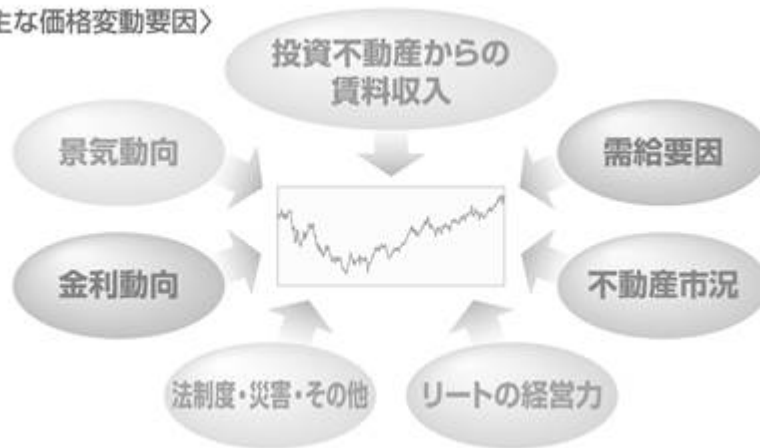 主な価格変動要因〉
投資不動産からの
賃料収入
景気動向
需給要因
金利動向
不動産市況
法制度・災害・その他
リートの経営力